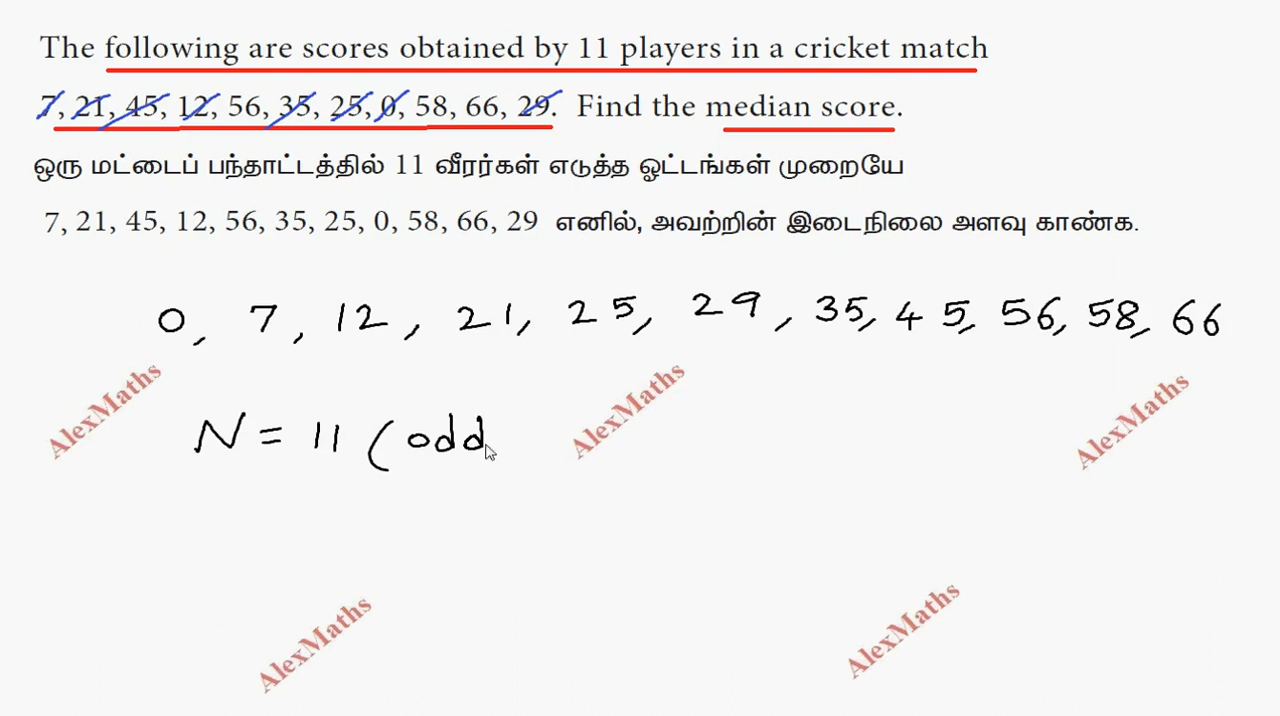 The following are scores obtained by 11 players in a cricket match
7, 21, 45, 12, 56, 35, 25, 0, 58, 66, 29. Find the median score.
ஒரு மட்டைப் பந்தாட்டத்தில் 11 வீரர்கள் எடுத்த ஓட்டங்கள் முறையே
7, 21, 45, 12, 56, 35, 25, 0, 58, 66, 29 எனில், அவற்றின் இடைநிலை அளவு காண்க.
0, 7, 12, 21, 25, 29, 35, 45, 56, 58, 66
AlexMaths AlexMaths AlexMaths
N = 11 (odd
AlexMaths AlexMaths